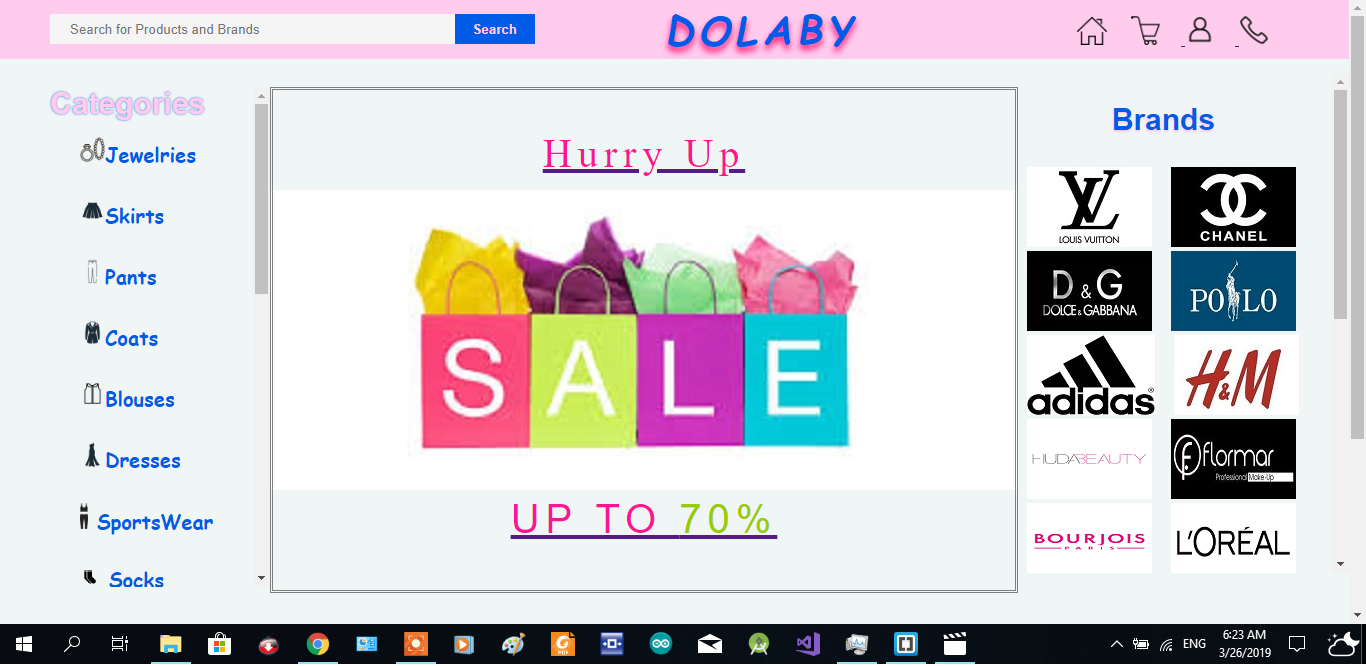 Search for Products and Brands
Search
DOLABY
Categories
Jewelries
Skirts
Pants
Coats
Blouses
Dresses
SportsWear
Socks
Hurry Up
SALE
UP TO 70%
Brands
LV
LOUIS VUITTON
CHANEL
D & G
DOLCE & GABBANA
POLO
adidas®
H&M
HUDABEAUTY
flormar
Professional Make-Up
BOURJOIS
PARIS
L'ORÉAL
PDF
ENG
6:23 AM
3/26/2019